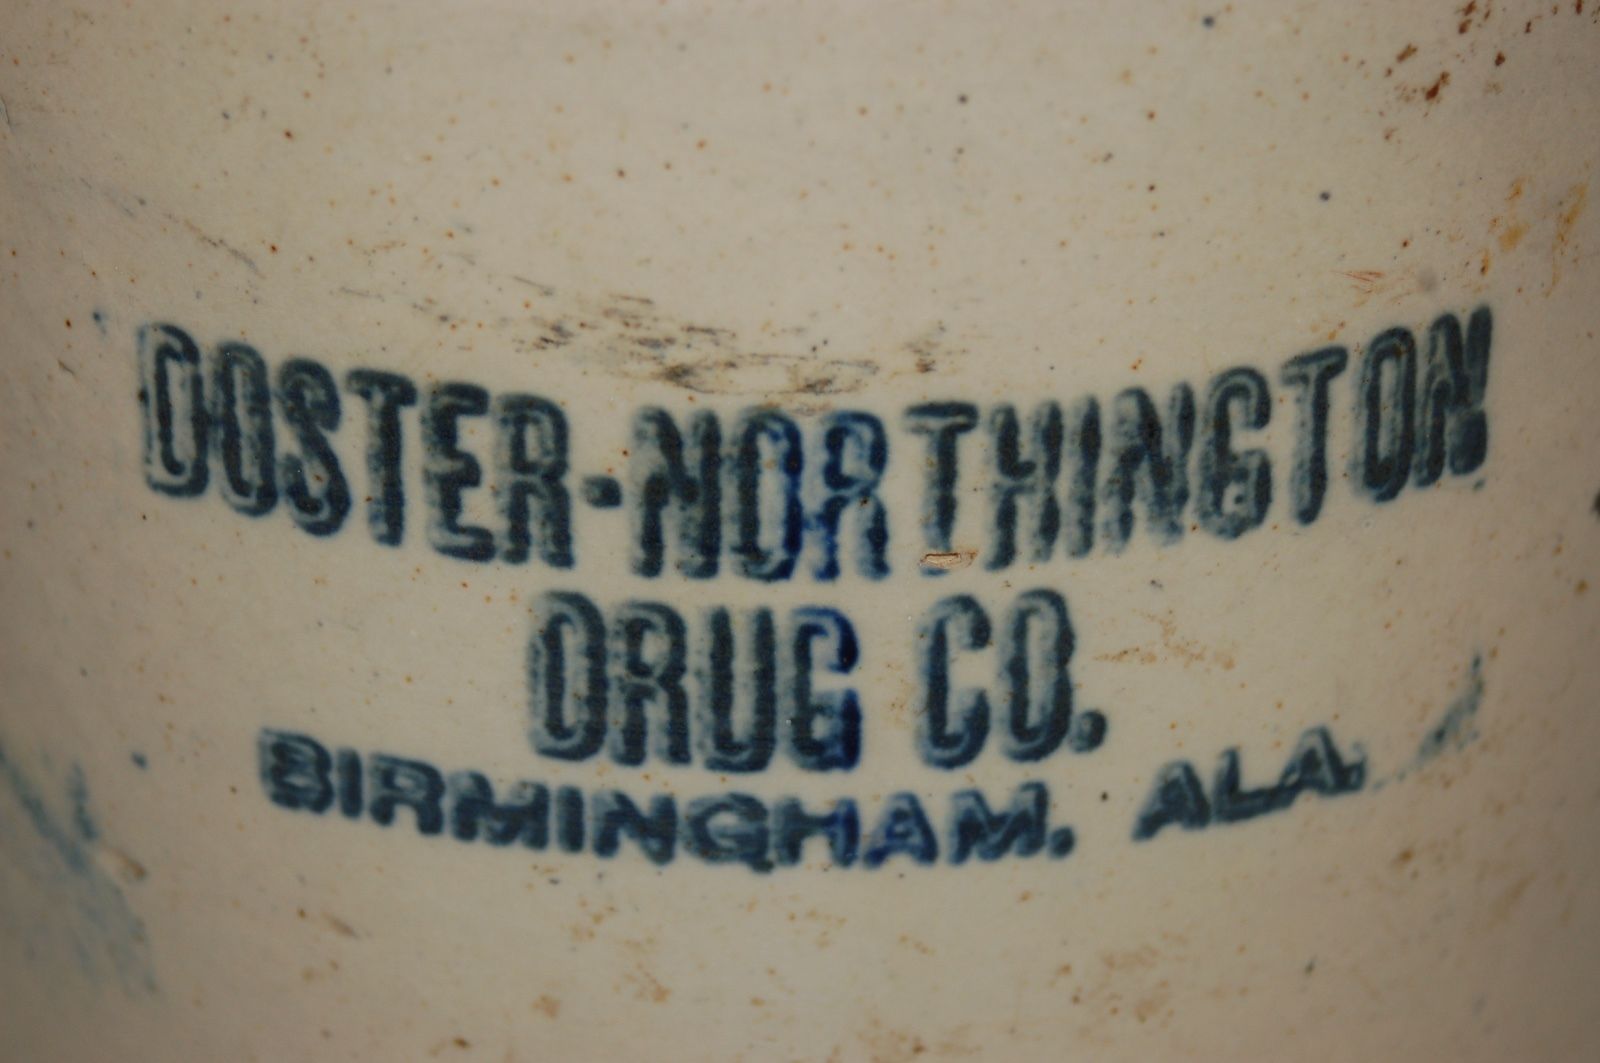 DOSTER-NORTHINGTON
DRUG CO.
BIRMINGHAM. ALA.